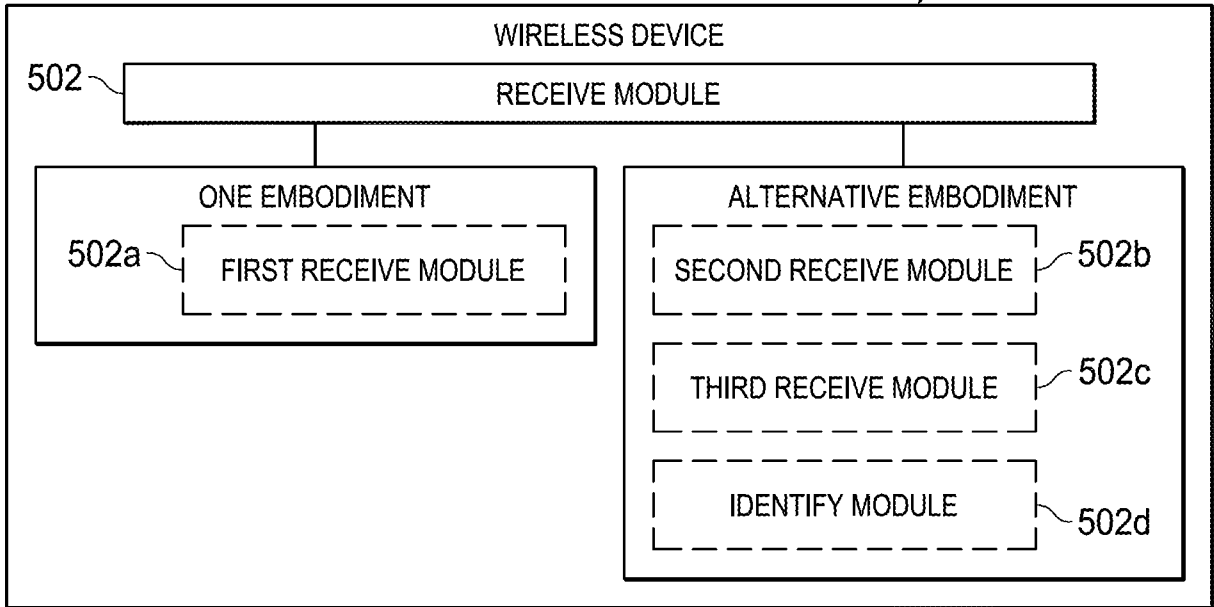 WIRELESS DEVICE
502
RECEIVE MODULE
ONE EMBODIMENT
502a
FIRST RECEIVE MODULE
ALTERNATIVE EMBODIMENT
SECOND RECEIVE MODULE
502b
THIRD RECEIVE MODULE
502c
IDENTIFY MODULE
502d